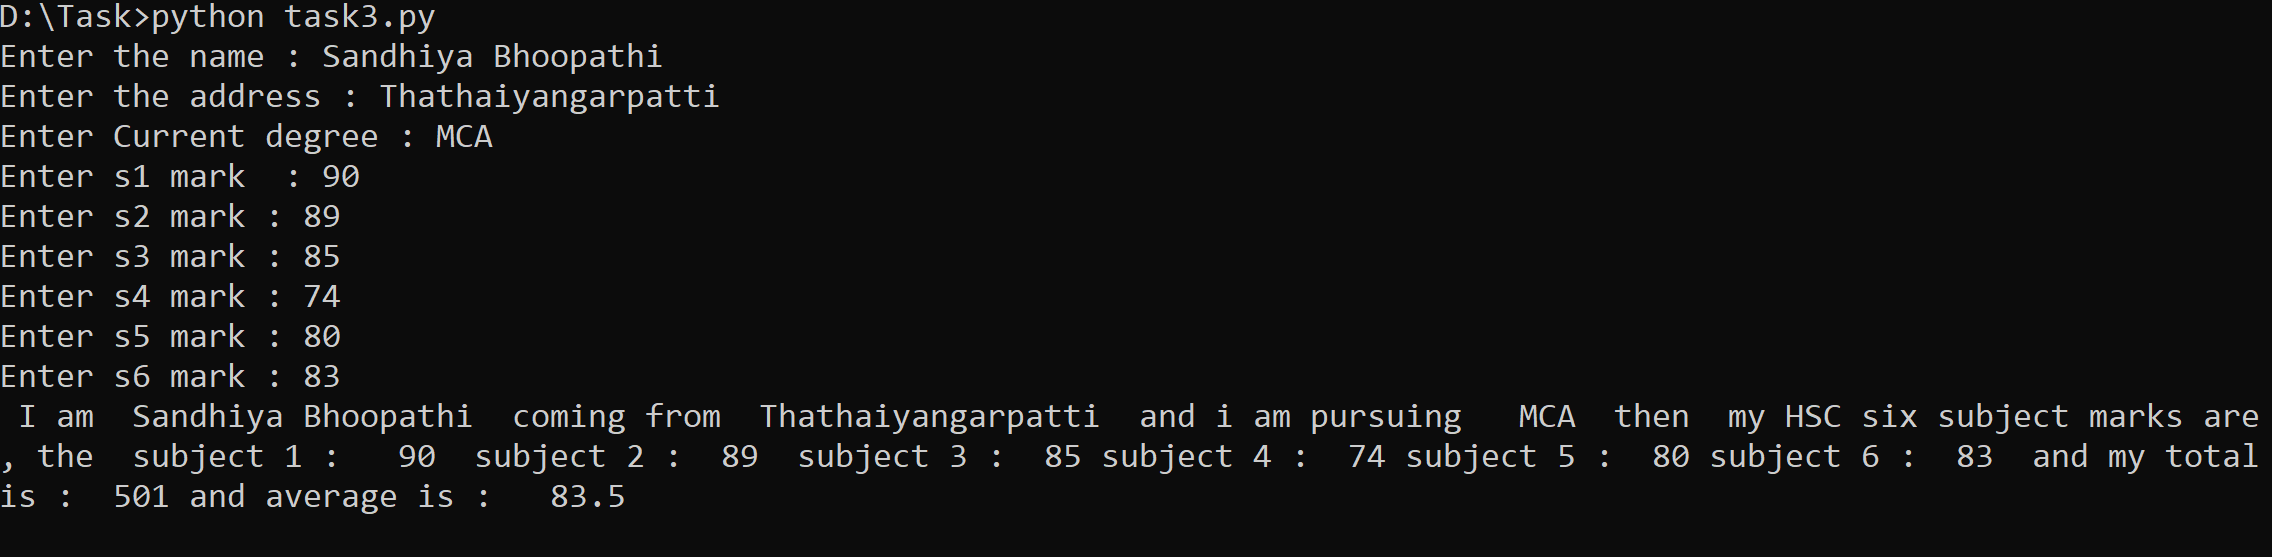 D:\Task>python task3.py
Enter the name : Sandhiya Bhoopathi
Enter the address : Thathaiyangarpatti
Enter Current degree : MCA
Enter s1 mark  : 90
Enter s2 mark : 89
Enter s3 mark : 85
Enter s4 mark : 74
Enter s5 mark : 80
Enter s6 mark : 83
 I am  Sandhiya Bhoopathi  coming from  Thathaiyangarpatti  and i am pursuing   MCA  then  my HSC six subject marks are
, the  subject 1 :   90  subject 2 :  89  subject 3 :  85 subject 4 :  74 subject 5 :  80 subject 6 :  83  and my total
is :  501 and average is :   83.5